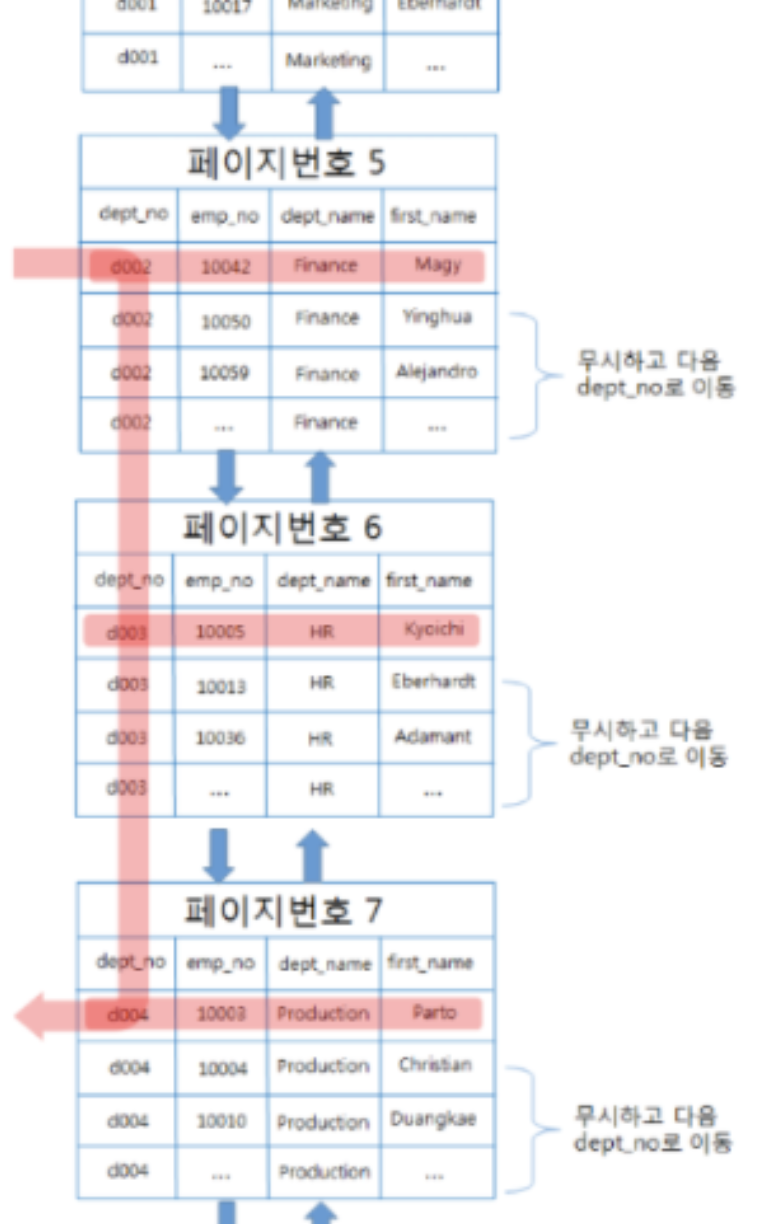 d001 10017 Marketing Eberhardt
d001 ... Marketing ...
페이지번호 5
dept_no emp_no dept_name first_name
d002 10042 Finance Magy
d002 10050 Finance Yinghua
d002 10059 Finance Alejandro
d002 ... Finance ...
무시하고 다음
dept_no로 이동
페이지번호 6
dept_no emp_no dept_name first_name
d003 10005 HR Kyoichi
d003 10013 HR Eberhardt
d003 10036 HR Adamant
d003 ... HR ...
무시하고 다음
dept_no로 이동
페이지번호 7
dept_no emp_no dept_name first_name
d004 10003 Production Parto
d004 10004 Production Christian
d004 10010 Production Duangkae
d004 ... Production ...
무시하고 다음
dept_no로 이동